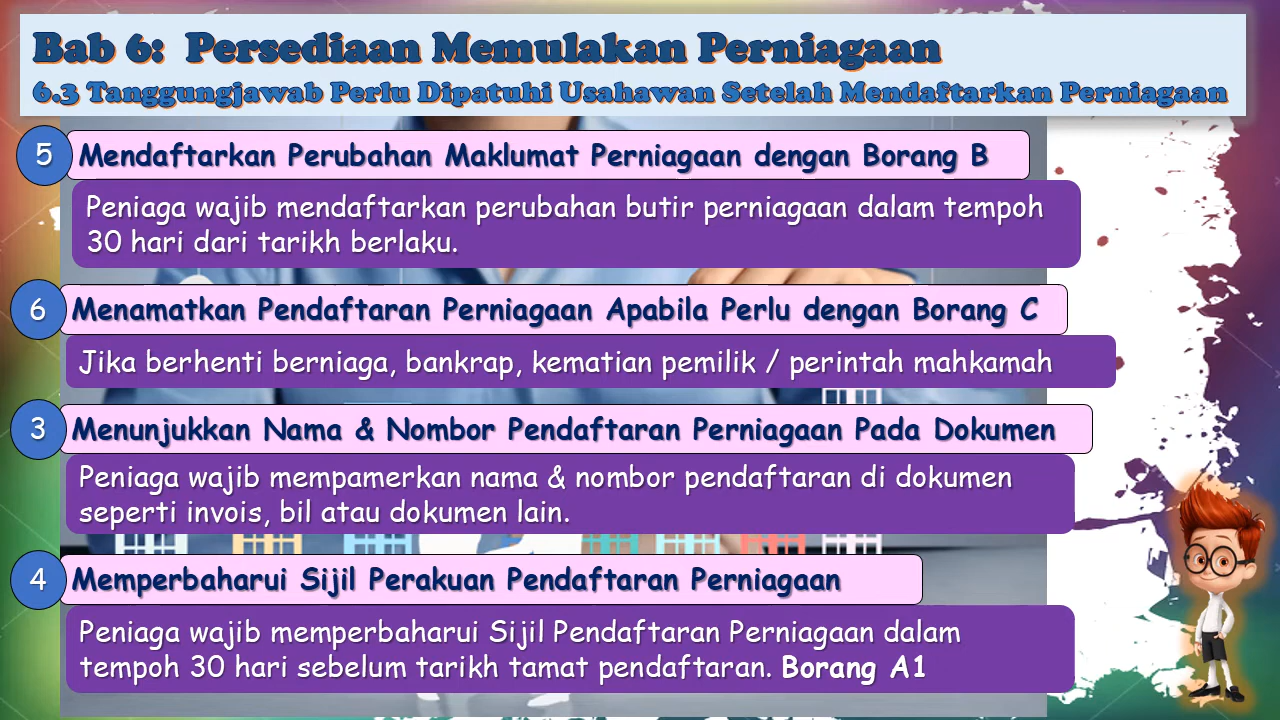 Bab 6: Persediaan Memulakan Perniagaan
6.3 Tanggungjawab Perlu Dipatuhi Usahawan Setelah Mendaftarkan Perniagaan
5 Mendaftarkan Perubahan Maklumat Perniagaan dengan Borang B
Peniaga wajib mendaftarkan perubahan butir perniagaan dalam tempoh
30 hari dari tarikh berlaku.
6 Menamatkan Pendaftaran Perniagaan Apabila Perlu dengan Borang C
Jika berhenti berniaga, bankrap, kematian pemilik / perintah mahkamah
3 Menunjukkan Nama & Nombor Pendaftaran Perniagaan Pada Dokumen
Peniaga wajib mempamerkan nama & nombor pendaftaran di dokumen
seperti invois, bil atau dokumen lain.
4 Memperbaharui Sijil Perakuan Pendaftaran Perniagaan
Peniaga wajib memperbaharui Sijil Pendaftaran Perniagaan dalam
tempoh 30 hari sebelum tarikh tamat pendaftaran. Borang A1